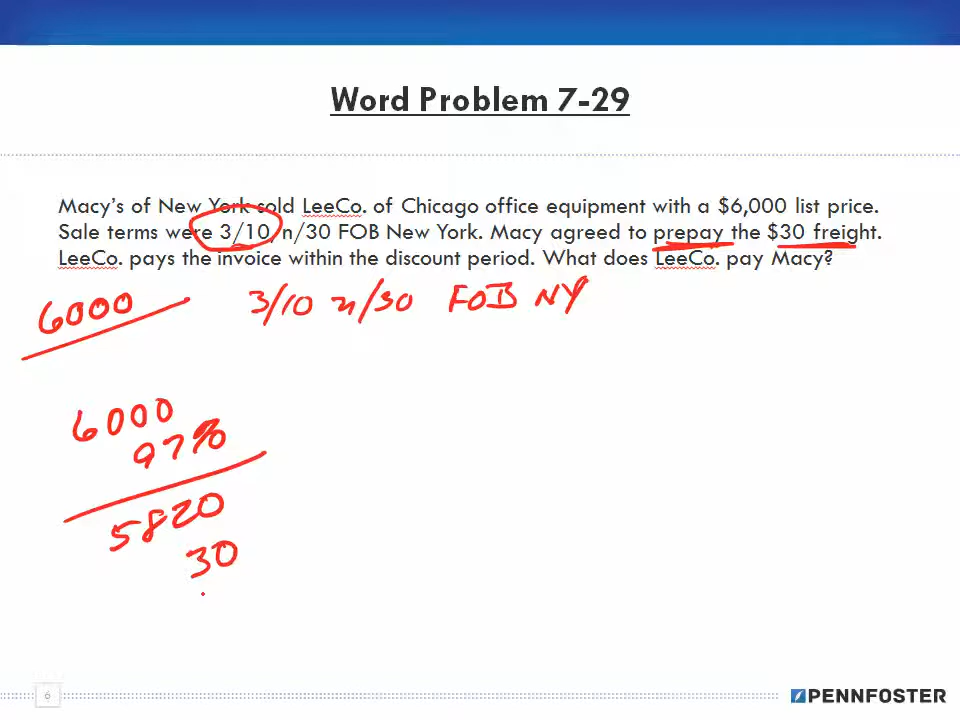 Word Problem 7-29
Macy's of New York sold LeeCo. of Chicago office equipment with a $6,000 list price.
Sale terms were 3/10, n/30 FOB New York. Macy agreed to prepay the $30 freight.
LeeCo. pays the invoice within the discount period. What does LeeCo. pay Macy?
6000 3/10 n/30 FOB NY
6000
97%
5820
30
6
PENNFOSTER